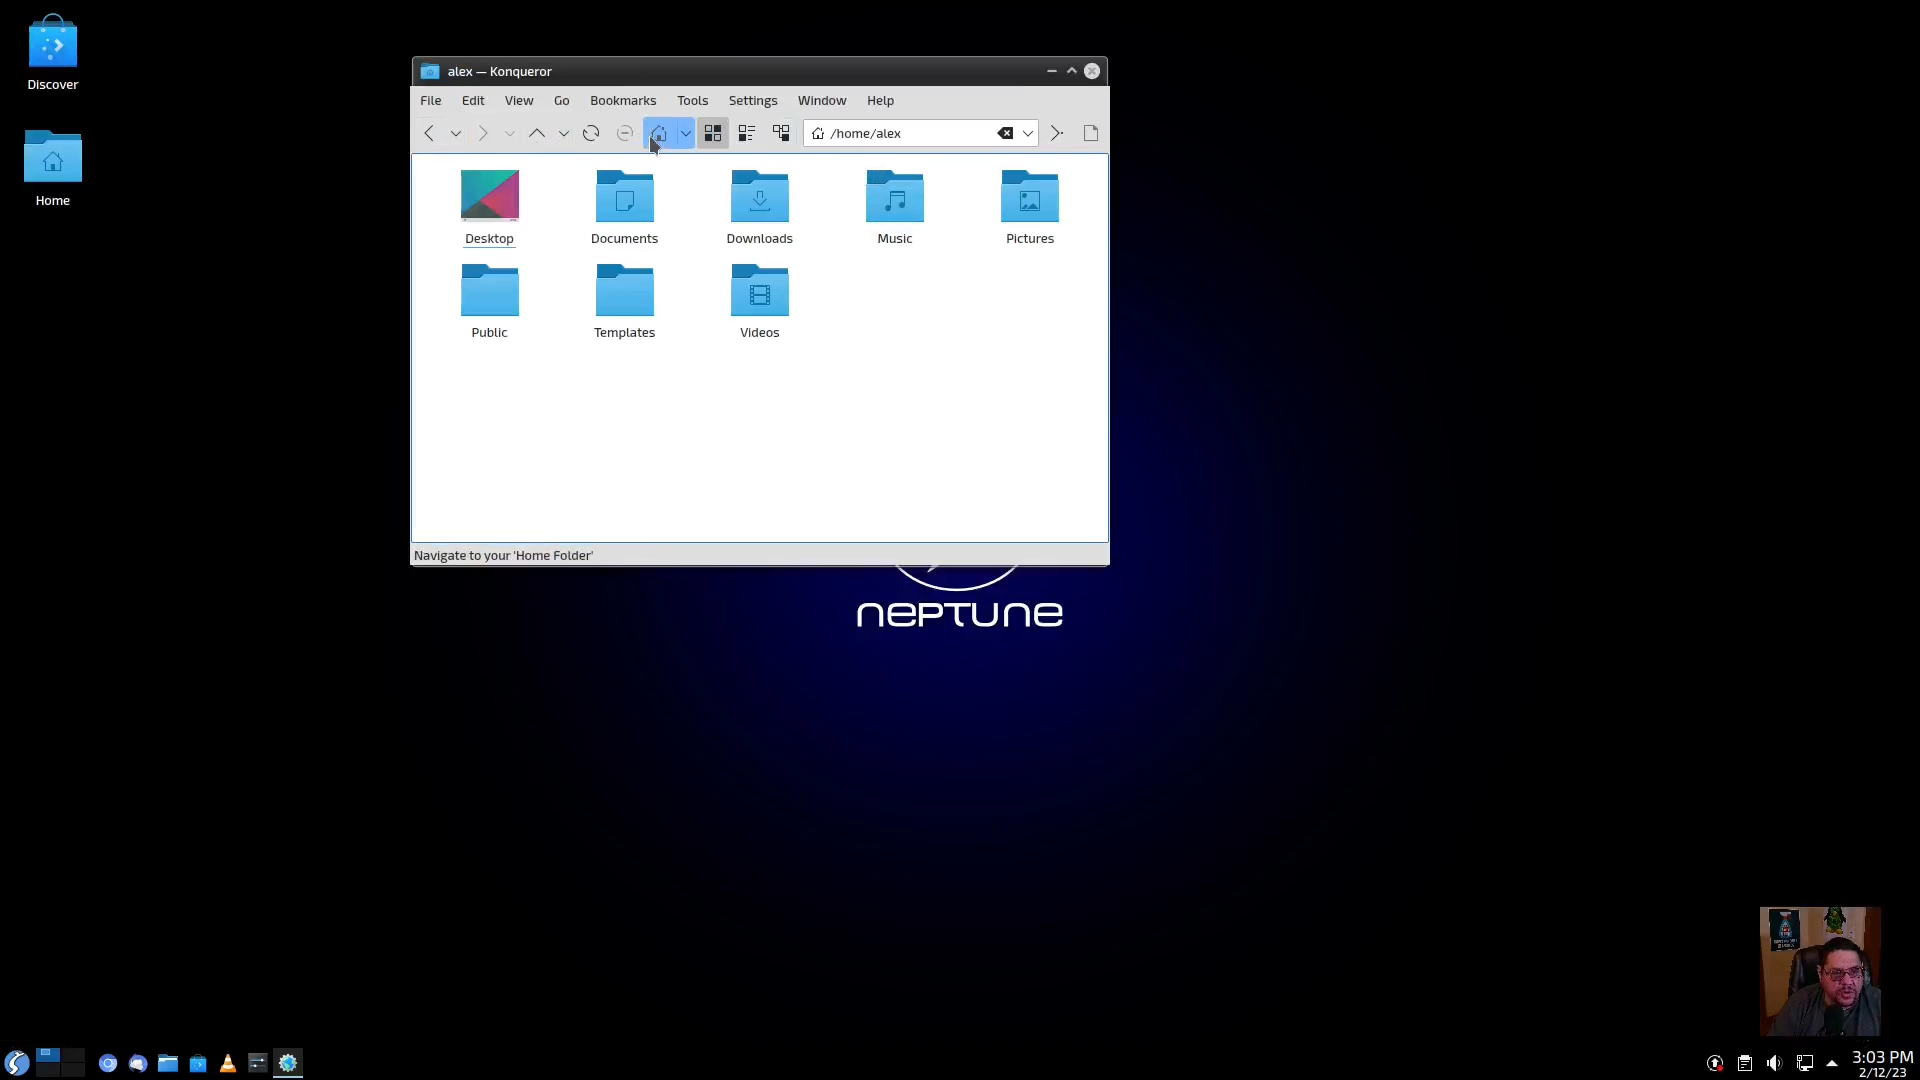 Discover
Home
alex — Konqueror
File Edit View Go Bookmarks Tools Settings Window Help
/home/alex
Desktop Documents Downloads Music Pictures
Public Templates Videos
Navigate to your 'Home Folder'
NEPTUNE
3:03 PM
2/12/23